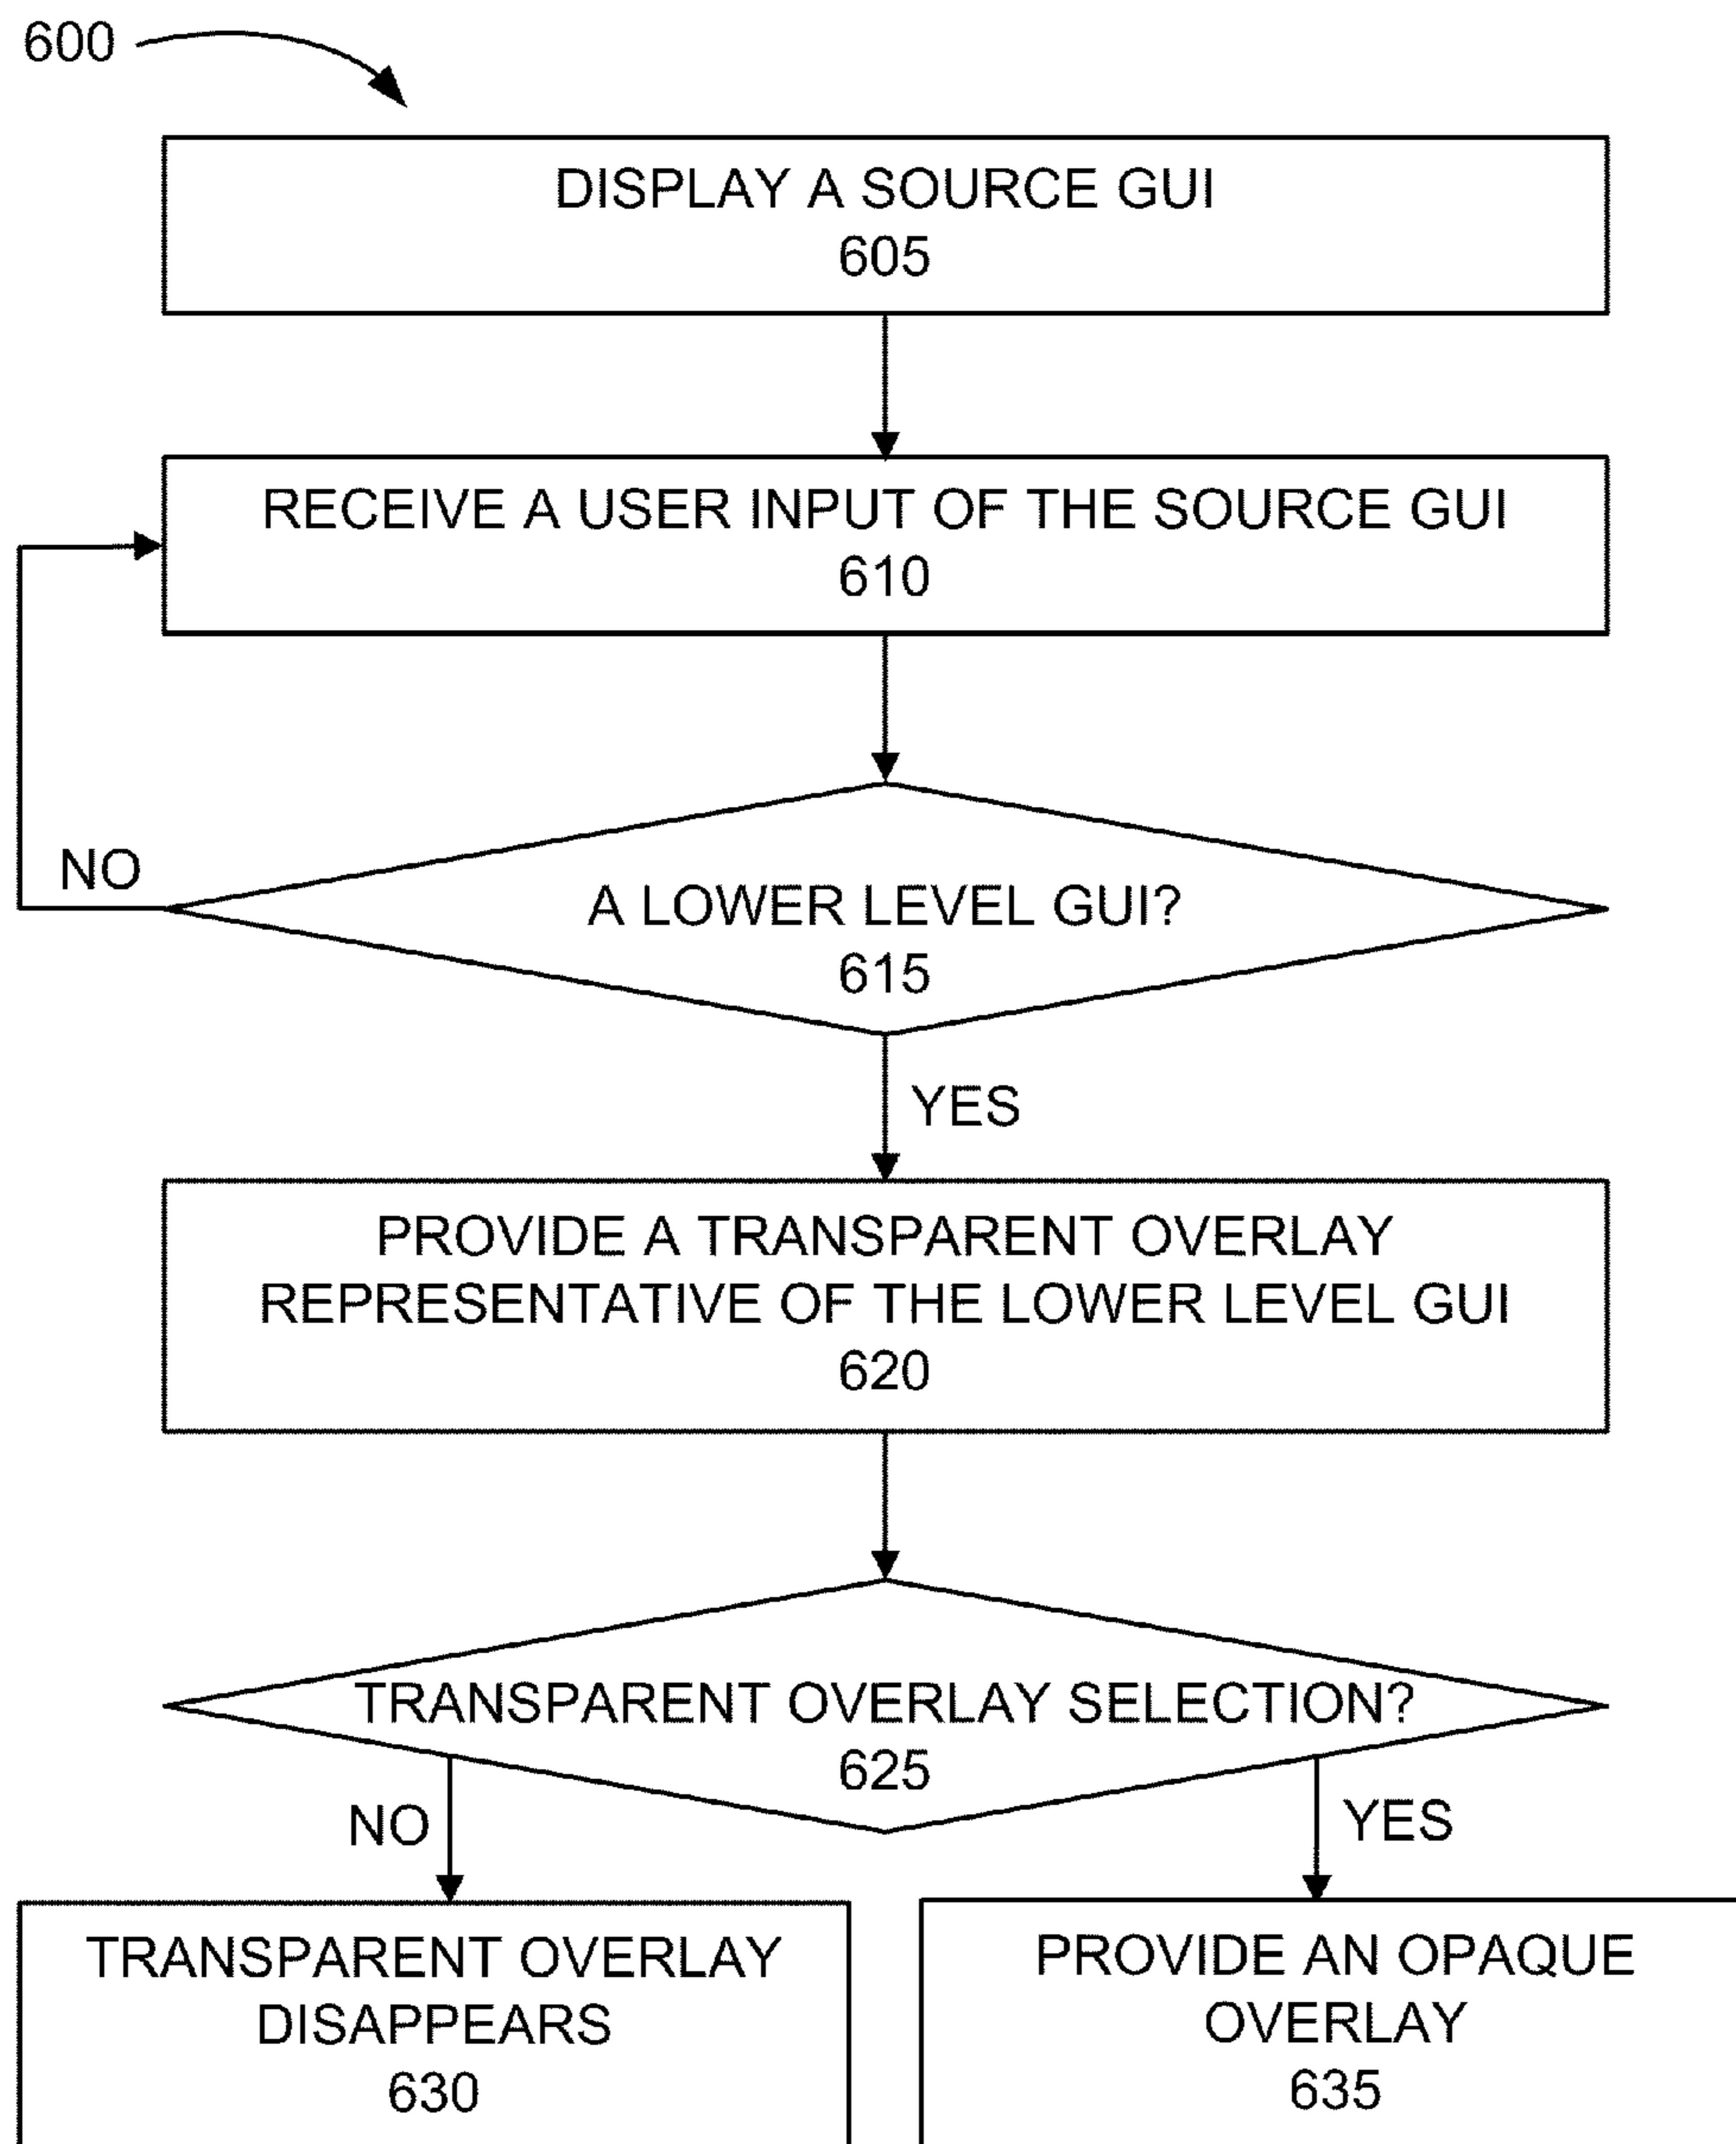 600
DISPLAY A SOURCE GUI
605
RECEIVE A USER INPUT OF THE SOURCE GUI
610
NO
A LOWER LEVEL GUI?
615
YES
PROVIDE A TRANSPARENT OVERLAY
REPRESENTATIVE OF THE LOWER LEVEL GUI
620
TRANSPARENT OVERLAY SELECTION?
625
NO
YES
TRANSPARENT OVERLAY
DISAPPEARS
630
PROVIDE AN OPAQUE
OVERLAY
635